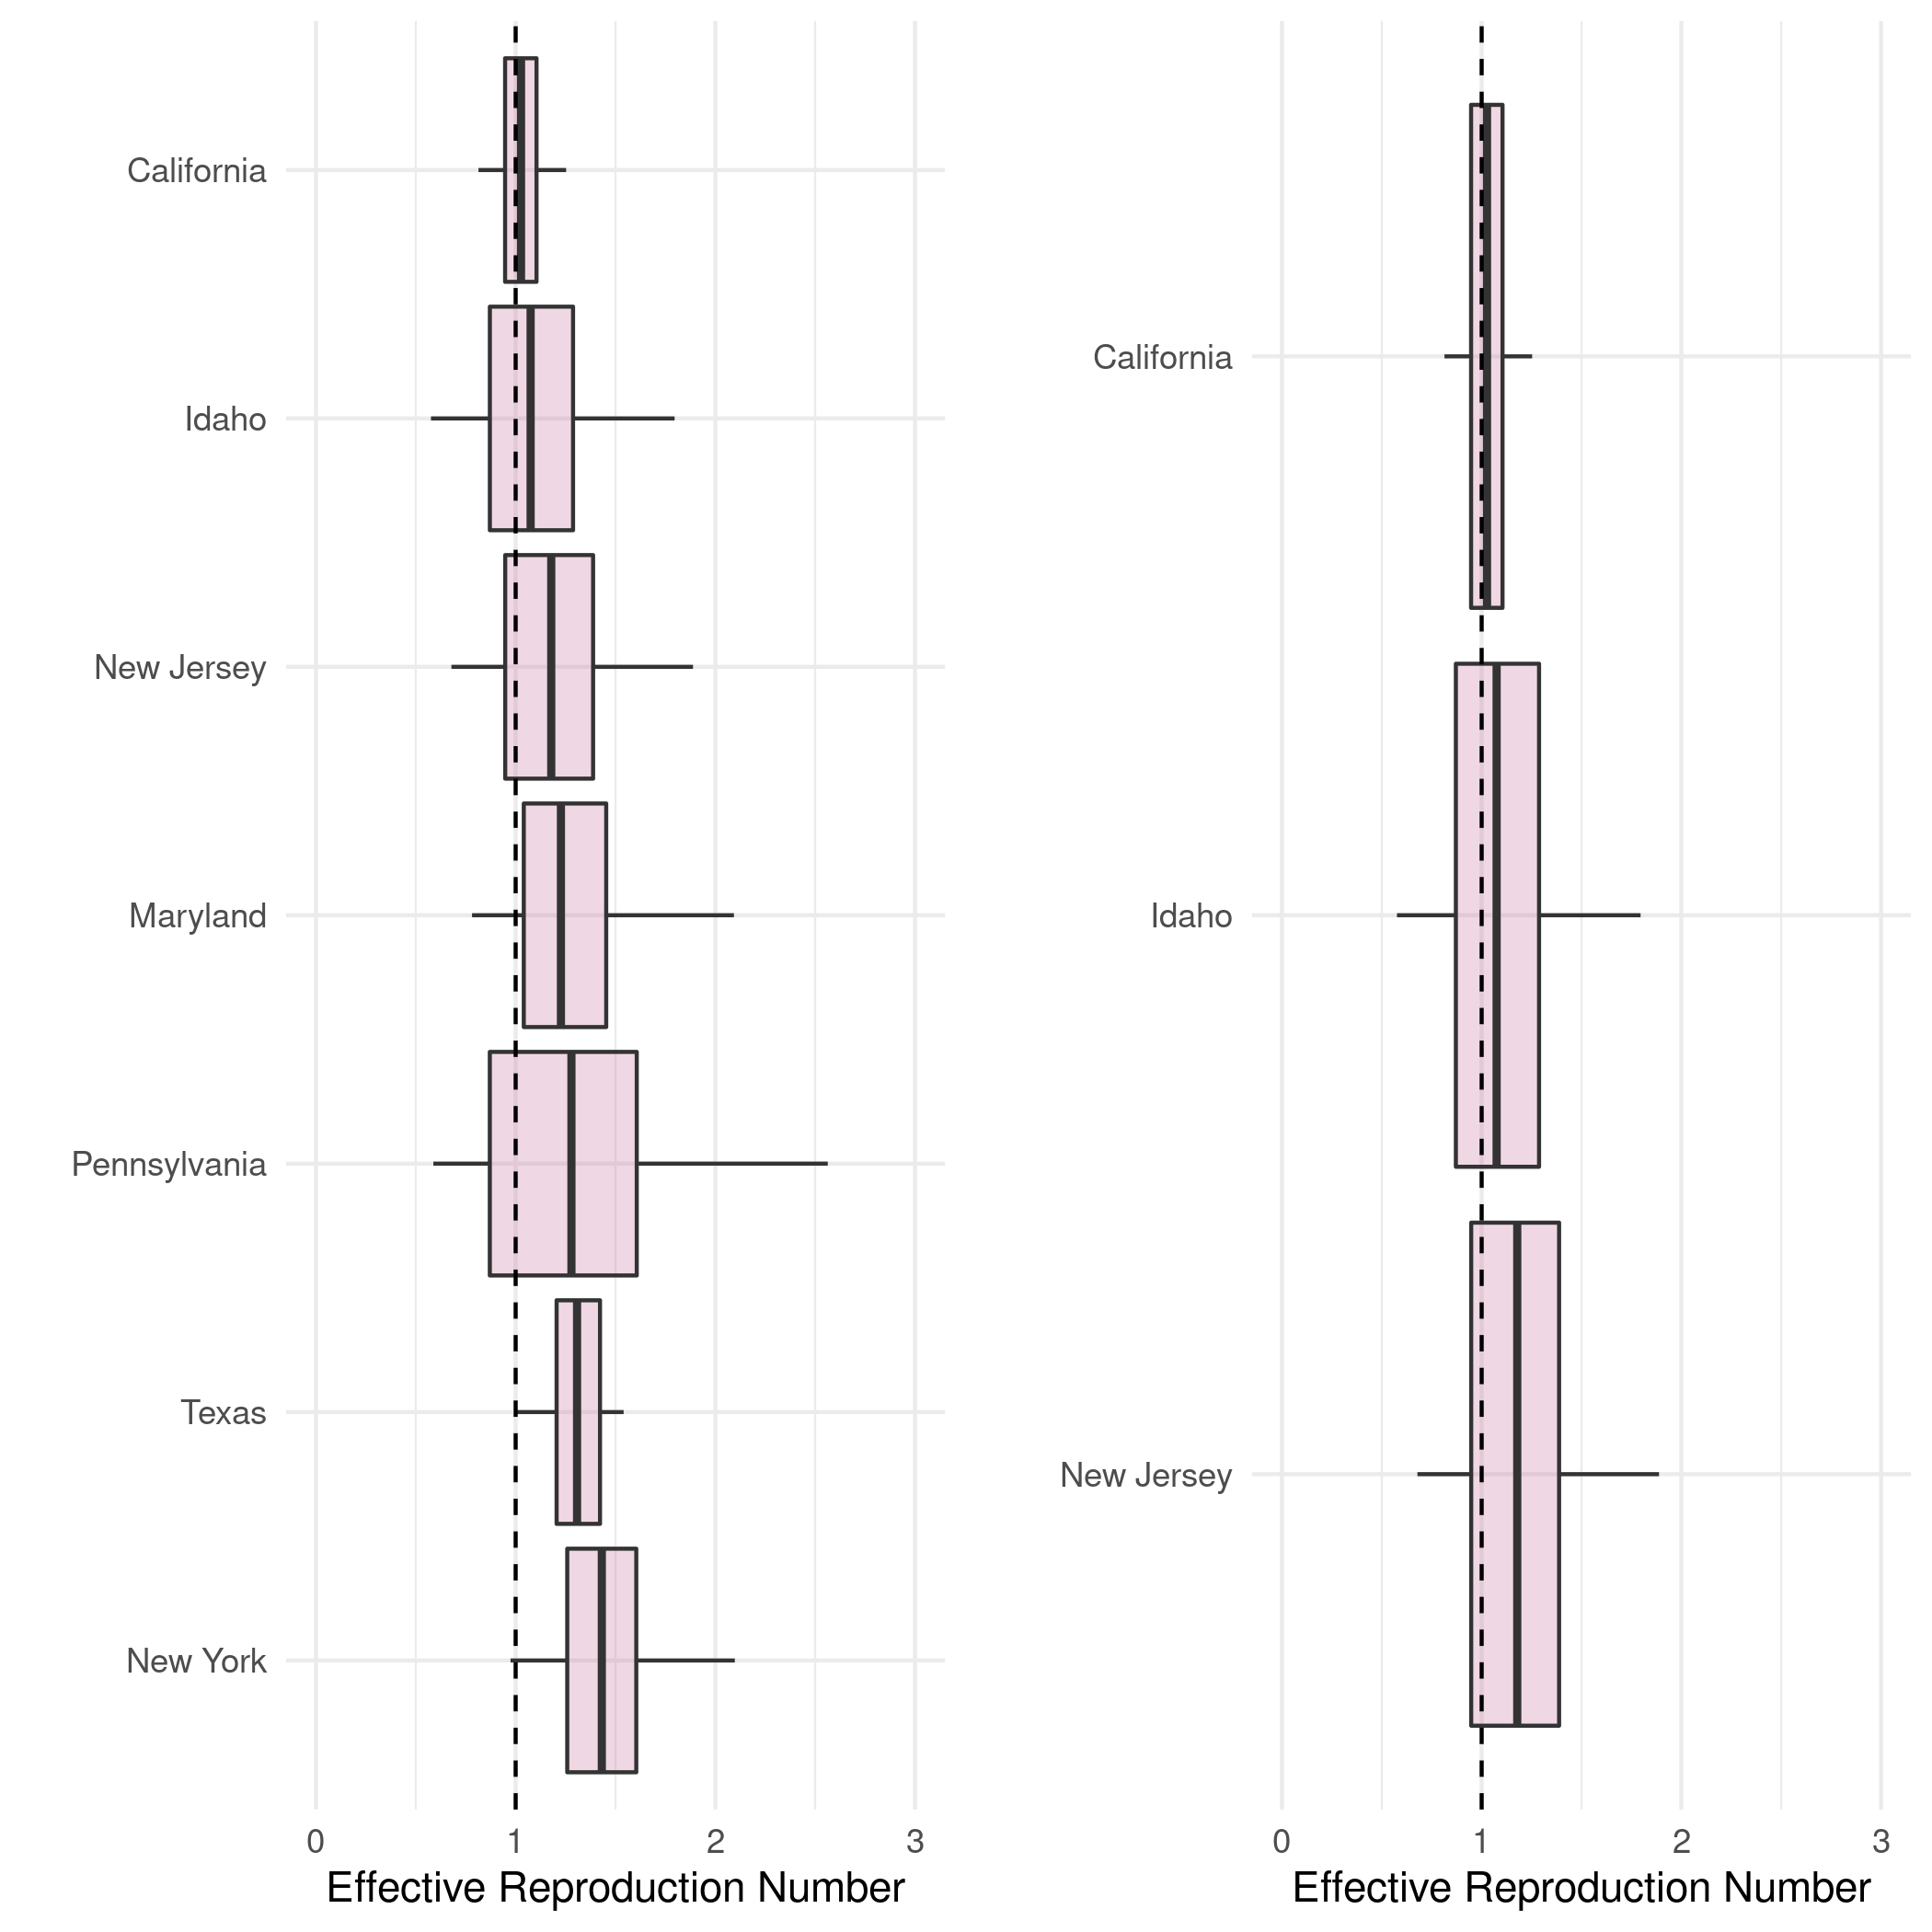 California
Idaho
New Jersey
Maryland
Pennsylvania
Texas
New York
0 1 2 3
Effective Reproduction Number
California
Idaho
New Jersey
0 1 2 3
Effective Reproduction Number